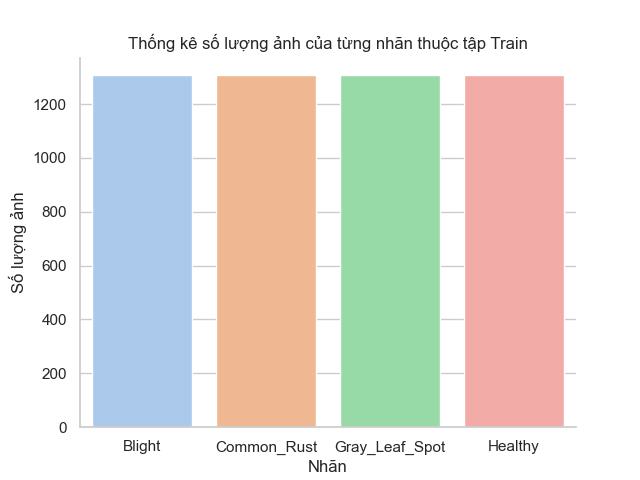 Thống kê số lượng ảnh của từng nhãn thuộc tập Train
Số lượng ảnh
1200
1000
800
600
400
200
0
Blight Common_Rust Gray_Leaf_Spot Healthy
Nhãn